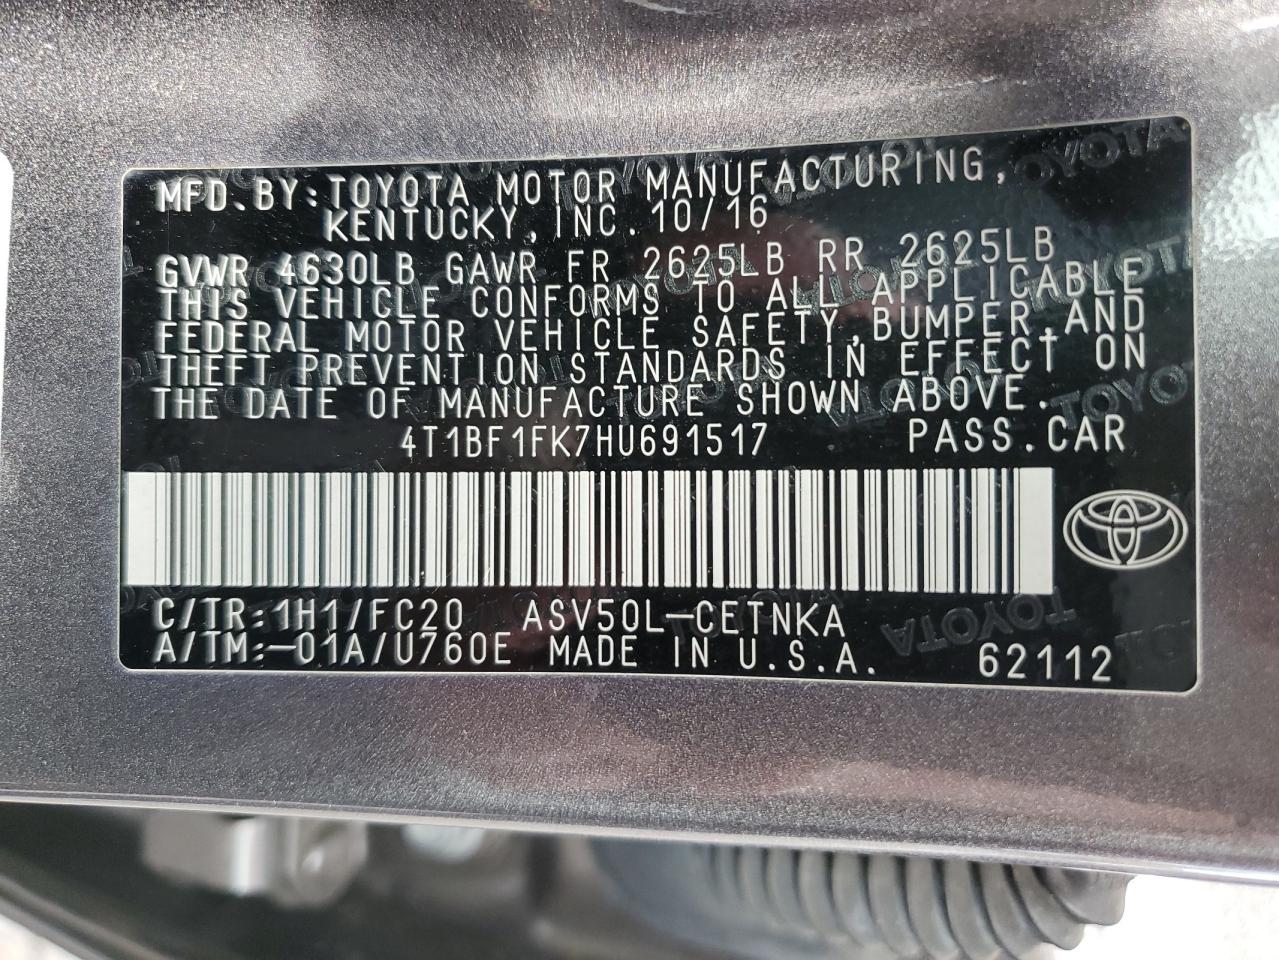 MFD.BY:TOYOTA MOTOR MANUFACTURING,
KENTUCKY,INC. 10/16
GVWR 4630LB GAWR FR 2625LB RR 2625LB
THIS VEHICLE CONFORMS TO ALL APPLICABLE
FEDERAL MOTOR VEHICLE SAFETY,BUMPER,AND
THEFT PREVENTION STANDARDS IN EFFECT ON
THE DATE OF MANUFACTURE SHOWN ABOVE.
4T1BF1FK7HU691517 PASS.CAR
C/TR:1H1/FC20 ASV50L-CETNKA
A/TM:-01A/U760E MADE IN U.S.A. 62112